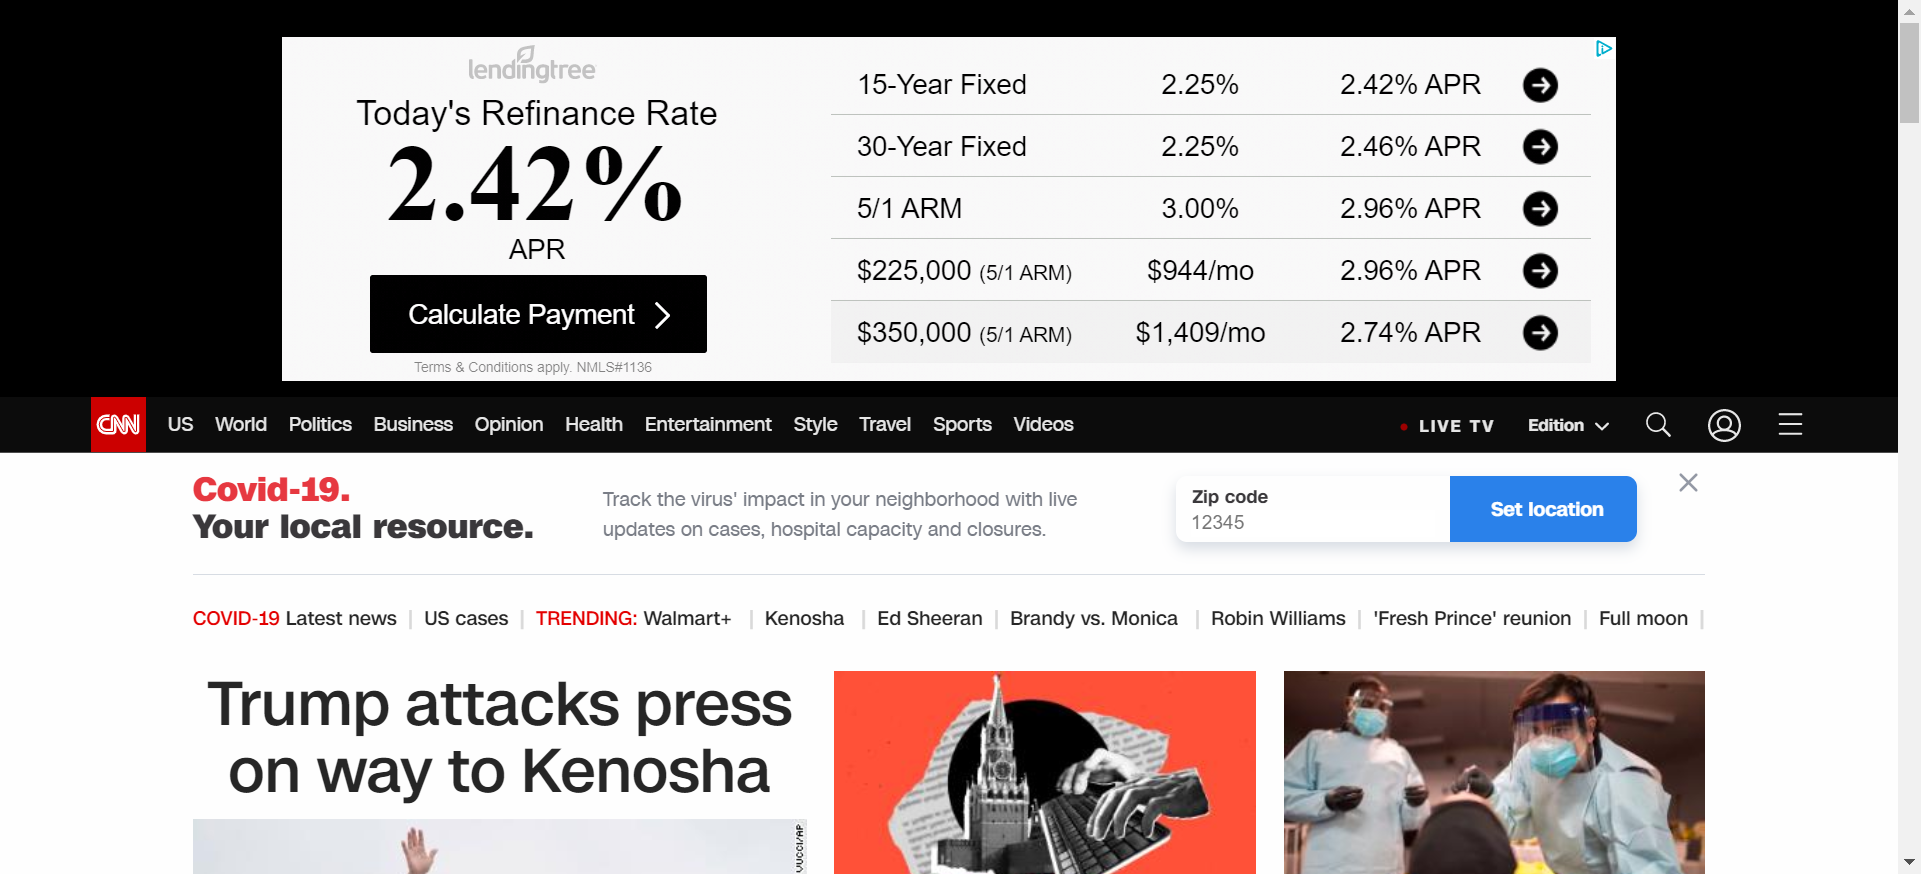 lendingtree
Today's Refinance Rate
2.42%
APR
Calculate Payment
Terms & Conditions apply. NMLS#1136
15-Year Fixed 2.25% 2.42% APR
30-Year Fixed 2.25% 2.46% APR
5/1 ARM 3.00% 2.96% APR
$225,000 (5/1 ARM) $944/mo 2.96% APR
$350,000 (5/1 ARM) $1,409/mo 2.74% APR
CNN US World Politics Business Opinion Health Entertainment Style Travel Sports Videos LIVE TV Edition
Covid-19.
Your local resource.
Track the virus' impact in your neighborhood with live
updates on cases, hospital capacity and closures.
Zip code
12345
Set location
COVID-19 Latest news | US cases | TRENDING: Walmart+ | Kenosha | Ed Sheeran | Brandy vs. Monica | Robin Williams | 'Fresh Prince' reunion | Full moon |
Trump attacks press
on way to Kenosha
VUCCI/AP